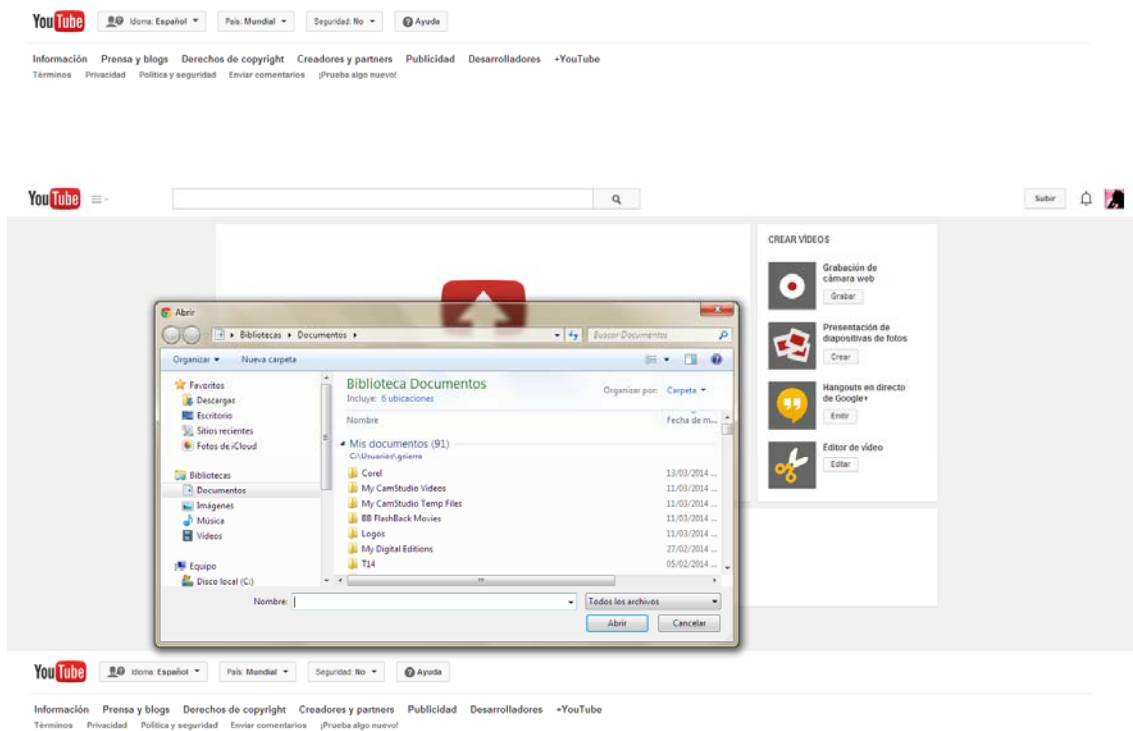 You Tube Idioma: Español País: Mundial Seguridad: No Ayuda
Información Prensa y blogs Derechos de copyright Creadores y partners Publicidad Desarrolladores +YouTube
Términos Privacidad Política y seguridad Enviar comentarios ¡Prueba algo nuevo!
You Tube Subir
CREAR VÍDEOS
Grabación de
cámara web
Grabar
Presentación de
diapositivas de fotos
Crear
Hangouts en directo
de Google+
Emitir
Editor de vídeo
Editar
Abrir
Bibliotecas Documentos Buscar Documentos
Organizar Nueva carpeta
Favoritos
Descargas
Escritorio
Sitios recientes
Fotos de iCloud
Bibliotecas
Documentos
Imágenes
Música
Vídeos
Equipo
Disco local (C:)
Biblioteca Documentos
Incluye: 6 ubicaciones
Organizar por: Carpeta
Nombre Fecha de m...
Mis documentos (91)
C:\Usuarios\gsierra
Corel 13/03/2014 ...
My CamStudio Videos 11/03/2014 ...
My CamStudio Temp Files 11/03/2014 ...
BB FlashBack Movies 11/03/2014 ...
Logos 11/03/2014 ...
My Digital Editions 27/02/2014 ...
T14 05/02/2014 ...
Nombre: Todos los archivos
Abrir Cancelar
You Tube Idioma: Español País: Mundial Seguridad: No Ayuda
Información Prensa y blogs Derechos de copyright Creadores y partners Publicidad Desarrolladores +YouTube
Términos Privacidad Política y seguridad Enviar comentarios ¡Prueba algo nuevo!